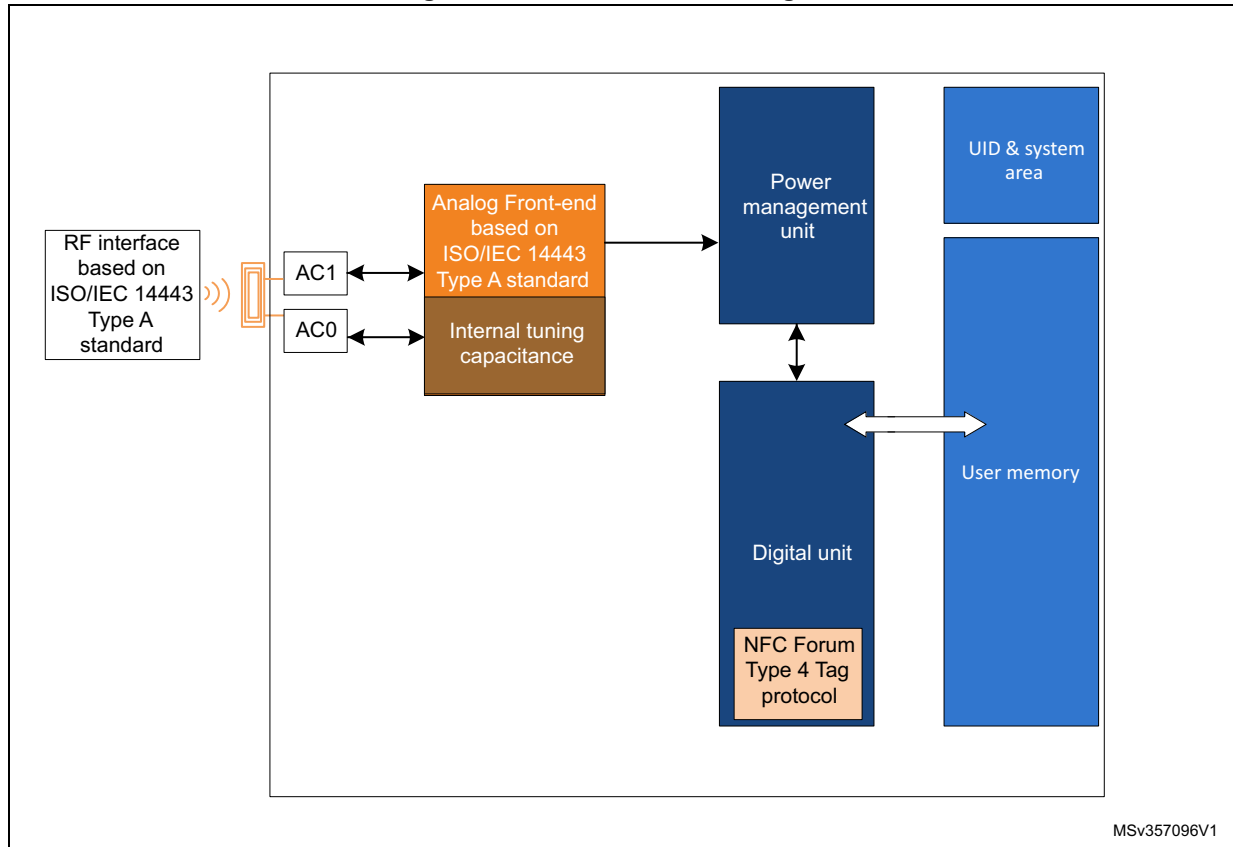 RF interface
based on
ISO/IEC 14443
Type A
standard
AC1
AC0
Analog Front-end
based on
ISO/IEC 14443
Type A standard
Internal tuning
capacitance
Power
management
unit
Digital unit
NFC Forum
Type 4 Tag
protocol
UID & system
area
User memory
MSv357096V1